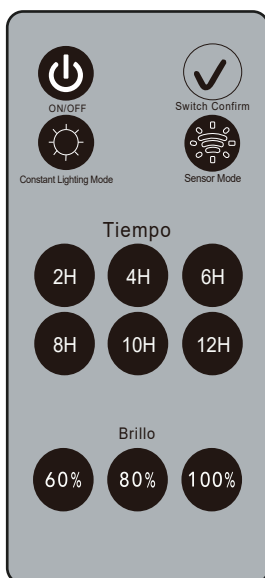 ON/OFF Switch Confirm
Constant Lighting Mode Sensor Mode
Tiempo
2H 4H 6H
8H 10H 12H
Brillo
60% 80% 100%